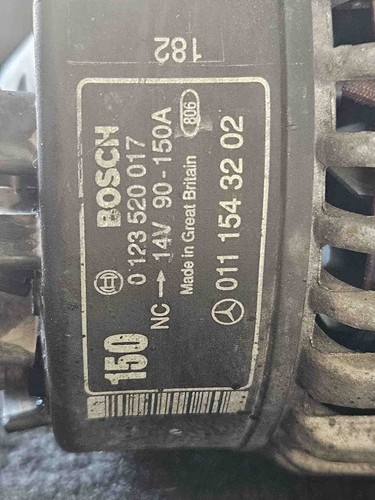 182
BOSCH
0 123 520 017
NC → 14V 90-150A
Made in Great Britain 806
011 154 32 02
150